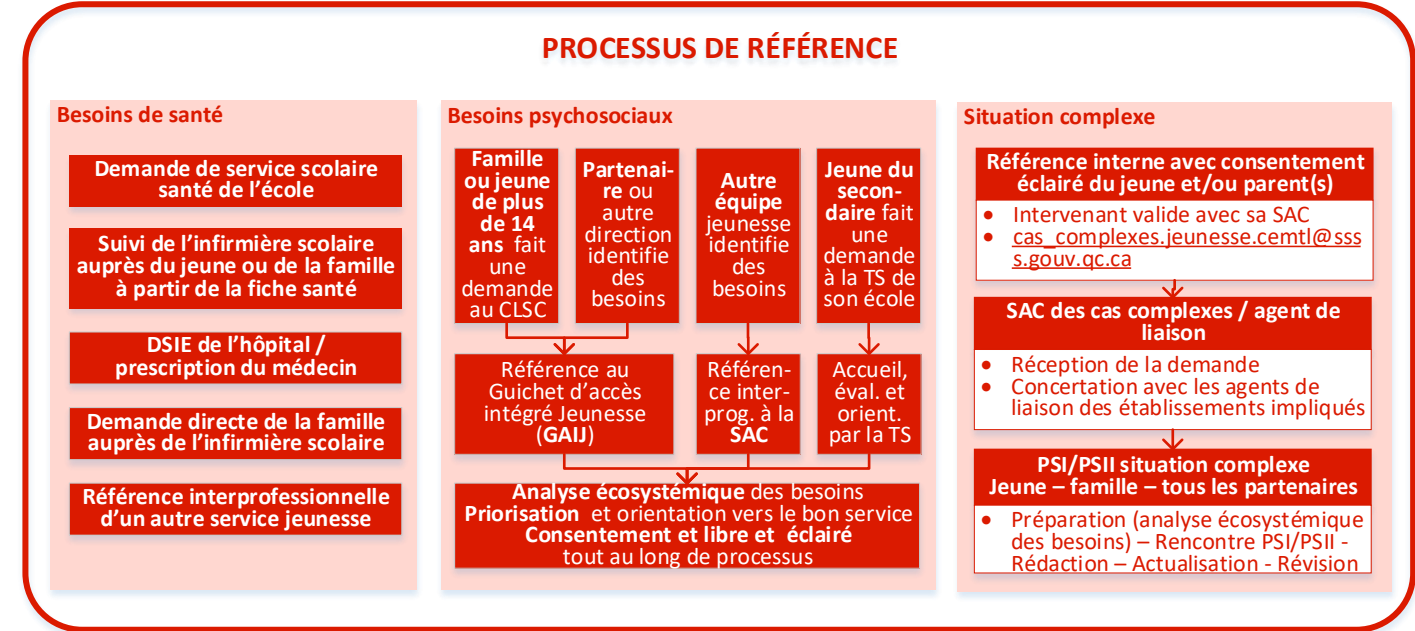 PROCESSUS DE RÉFÉRENCE
Besoins de santé
Demande de service scolaire
santé de l'école
Suivi de l'infirmière scolaire
auprès du jeune ou de la famille
à partir de la fiche santé
DSIE de l'hôpital /
prescription du médecin
Demande directe de la famille
auprès de l'infirmière scolaire
Référence interprofessionnelle
d'un autre service jeunesse
Besoins psychosociaux
Famille
ou jeune
de plus
de 14
ans fait
une
demande
au CLSC
Partenai-
re ou
autre
direction
identifie
des
besoins
Autre
équipe
jeunesse
identifie
des
besoins
Jeune du
secon-
daire fait
une
demande
à la TS de
son école
Référence au
Guichet d'accès
intégré Jeunesse
(GAIJ)
Référen-
ce inter-
prog. à la
SAC
Accueil,
éval. et
orient.
par la TS
Analyse écosystémique des besoins
Priorisation et orientation vers le bon service
Consentement et libre et éclairé
tout au long de processus
Situation complexe
Référence interne avec consentement
éclairé du jeune et/ou parent(s)
• Intervenant valide avec sa SAC
• cas_complexes.jeunesse.cemtl@sss
s.gouv.qc.ca
SAC des cas complexes / agent de
liaison
• Réception de la demande
• Concertation avec les agents de
liaison des établissements impliqués
PSI/PSII situation complexe
Jeune – famille – tous les partenaires
• Préparation (analyse écosystémique
des besoins) – Rencontre PSI/PSII -
Rédaction – Actualisation - Révision